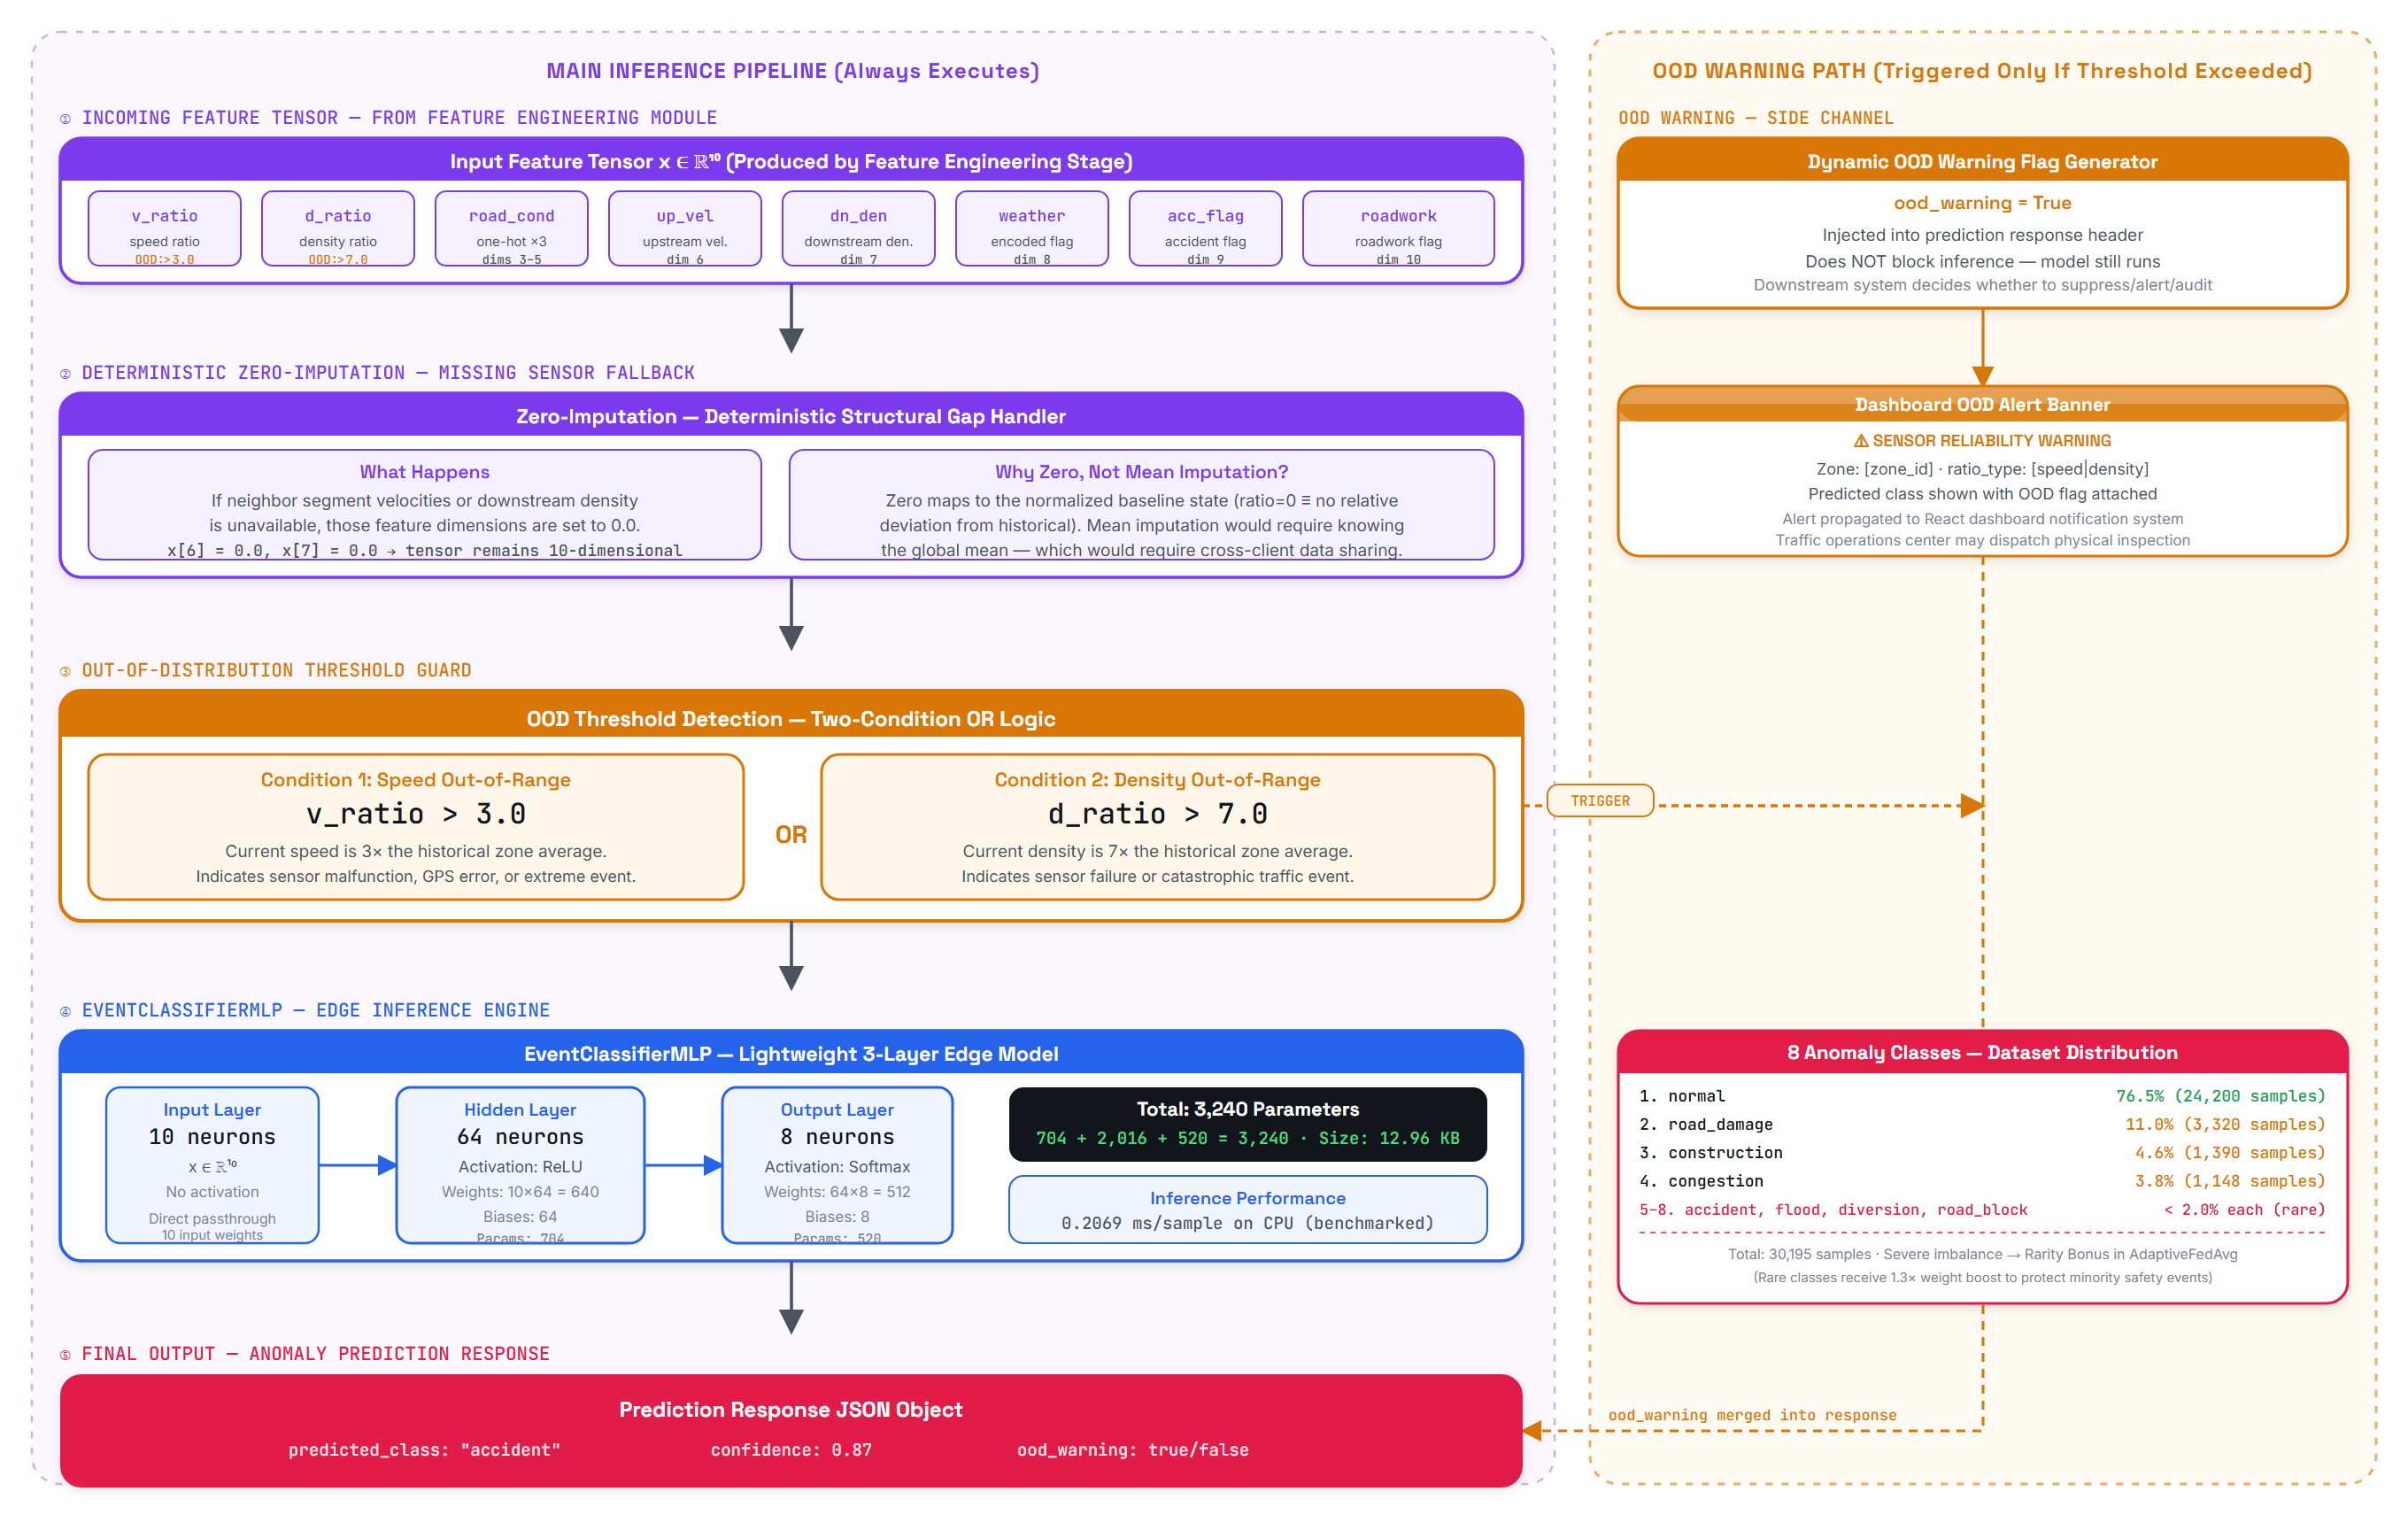 MAIN INFERENCE PIPELINE (Always Executes)
① INCOMING FEATURE TENSOR — FROM FEATURE ENGINEERING MODULE
Input Feature Tensor x ∈ ℝ¹⁰ (Produced by Feature Engineering Stage)
v_ratio
speed ratio
OOD:>3.0
d_ratio
density ratio
OOD:>7.0
road_cond
one-hot ×3
dims 3-5
up_vel
upstream vel.
dim 6
dn_den
downstream den.
dim 7
weather
encoded flag
dim 8
acc_flag
accident flag
dim 9
roadwork
roadwork flag
dim 10
② DETERMINISTIC ZERO-IMPUTATION — MISSING SENSOR FALLBACK
Zero-Imputation — Deterministic Structural Gap Handler
What Happens
If neighbor segment velocities or downstream density
is unavailable, those feature dimensions are set to 0.0.
x[6] = 0.0, x[7] = 0.0 → tensor remains 10-dimensional
Why Zero, Not Mean Imputation?
Zero maps to the normalized baseline state (ratio=0 ≡ no relative
deviation from historical). Mean imputation would require knowing
the global mean — which would require cross-client data sharing.
③ OUT-OF-DISTRIBUTION THRESHOLD GUARD
OOD Threshold Detection — Two-Condition OR Logic
Condition 1: Speed Out-of-Range
v_ratio > 3.0
Current speed is 3× the historical zone average.
Indicates sensor malfunction, GPS error, or extreme event.
OR
Condition 2: Density Out-of-Range
d_ratio > 7.0
Current density is 7× the historical zone average.
Indicates sensor failure or catastrophic traffic event.
TRIGGER
④ EVENTCLASSIFIERMLP — EDGE INFERENCE ENGINE
EventClassifierMLP — Lightweight 3-Layer Edge Model
Input Layer
10 neurons
x ∈ ℝ¹⁰
No activation
Direct passthrough
10 input weights
Hidden Layer
64 neurons
Activation: ReLU
Weights: 10×64 = 640
Biases: 64
Params: 704
Output Layer
8 neurons
Activation: Softmax
Weights: 64×8 = 512
Biases: 8
Params: 520
Total: 3,240 Parameters
704 + 2,016 + 520 = 3,240 · Size: 12.96 KB
Inference Performance
0.2069 ms/sample on CPU (benchmarked)
⑤ FINAL OUTPUT — ANOMALY PREDICTION RESPONSE
Prediction Response JSON Object
predicted_class: "accident"
confidence: 0.87
ood_warning: true/false
OOD WARNING PATH (Triggered Only If Threshold Exceeded)
OOD WARNING — SIDE CHANNEL
Dynamic OOD Warning Flag Generator
ood_warning = True
Injected into prediction response header
Does NOT block inference — model still runs
Downstream system decides whether to suppress/alert/audit
Dashboard OOD Alert Banner
⚠ SENSOR RELIABILITY WARNING
Zone: [zone_id] · ratio_type: [speed|density]
Predicted class shown with OOD flag attached
Alert propagated to React dashboard notification system
Traffic operations center may dispatch physical inspection
8 Anomaly Classes — Dataset Distribution
1. normal 76.5% (24,200 samples)
2. road_damage 11.0% (3,320 samples)
3. construction 4.6% (1,390 samples)
4. congestion 3.8% (1,148 samples)
5-8. accident, flood, diversion, road_block < 2.0% each (rare)
Total: 30,195 samples · Severe imbalance → Rarity Bonus in AdaptiveFedAvg
(Rare classes receive 1.3× weight boost to protect minority safety events)
ood_warning merged into response